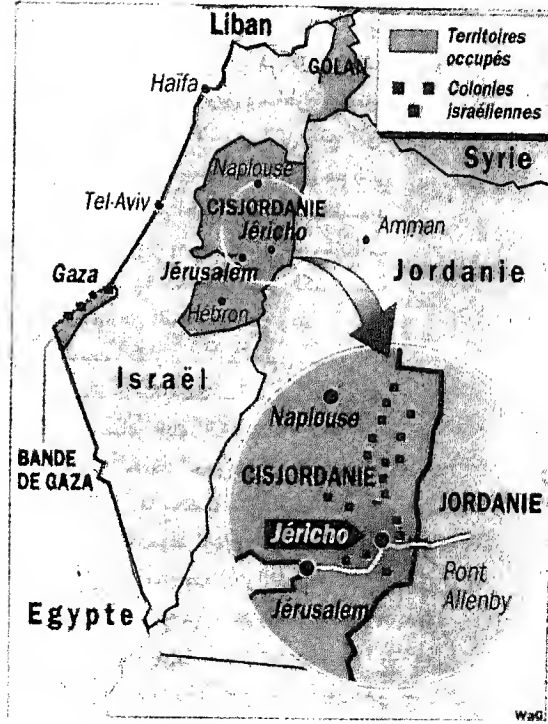 Liban
GOLAN
Territoires
occupés
Colonies
israéliennes
Haïfa
Syrie
Naplouse
Tel-Aviv
CISJORDANIE
Jéricho
Amman
Gaza
Jérusalem
Jordanie
Hébron
Israël
Naplouse
BANDE
DE GAZA
CISJORDANIE
JORDANIE
Jéricho
Pont
Allenby
Egypte
Jérusalem
Wag